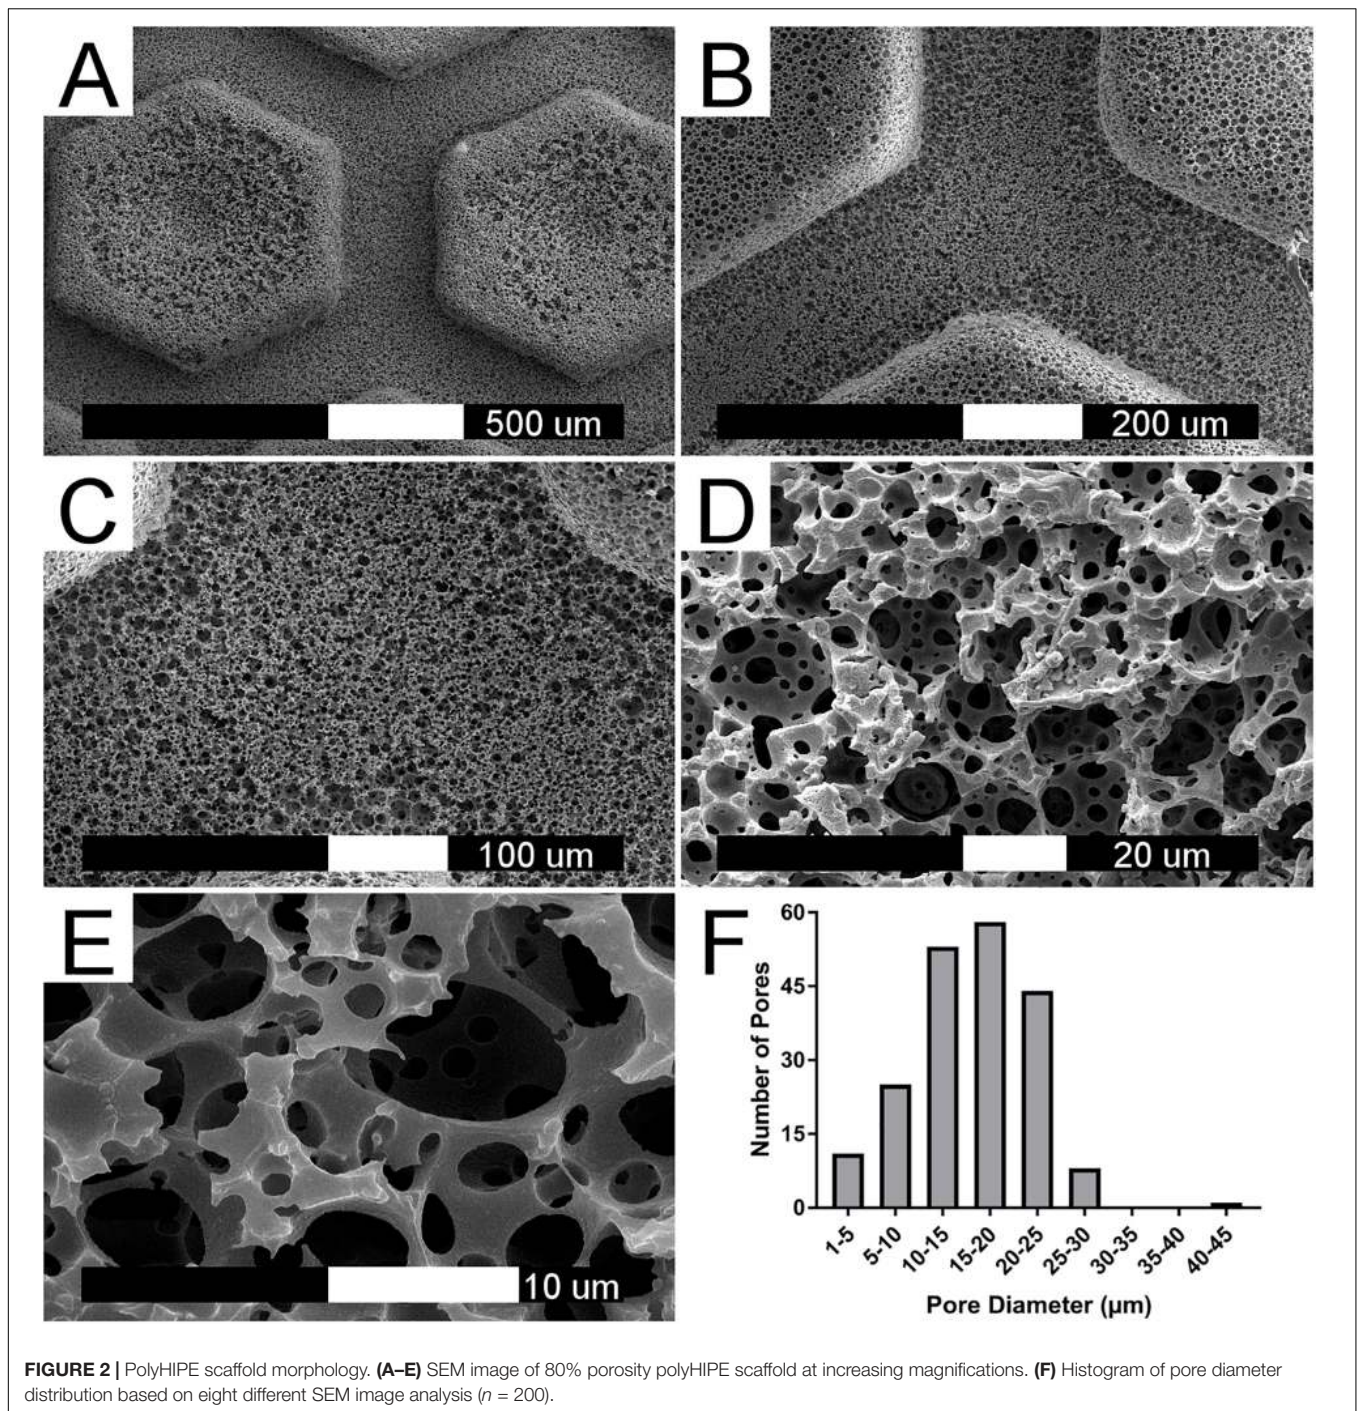 A
B
500 um
200 um
C
D
100 um
20 um
E
F
10 um
60
45
30
15
0
Number of Pores
1-5
5-10
10-15
15-20
20-25
25-30
30-35
35-40
40-45
Pore Diameter (µm)
FIGURE 2 | PolyHIPE scaffold morphology. (A–E) SEM image of 80% porosity polyHIPE scaffold at increasing magnifications. (F) Histogram of pore diameter
distribution based on eight different SEM image analysis (n = 200).